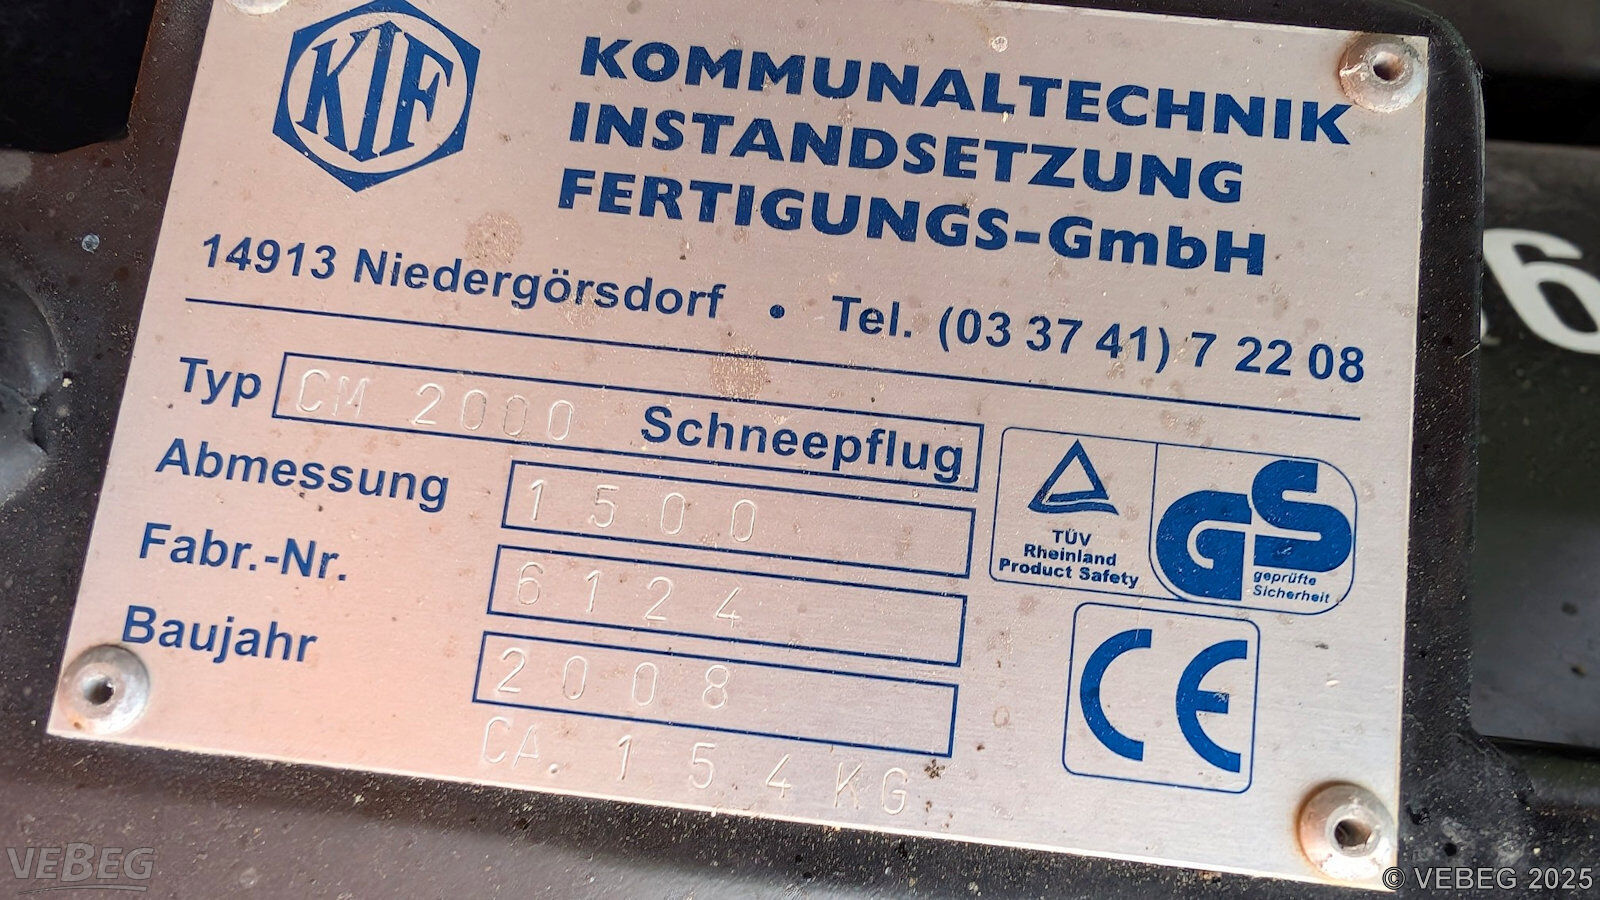 KIF
KOMMUNALTECHNIK
INSTANDSETZUNG
FERTIGUNGS-GmbH
14913 Niedergörsdorf • Tel. (03 37 41) 7 22 08
Typ CM 2000 Schneepflug
Abmessung 1500
Fabr.-Nr. 6124
Baujahr 2008
CA. 154 KG
TÜV
Rheinland
Product Safety
GS
geprüfte
Sicherheit
CE
6
VEBEG
© VEBEG 2025